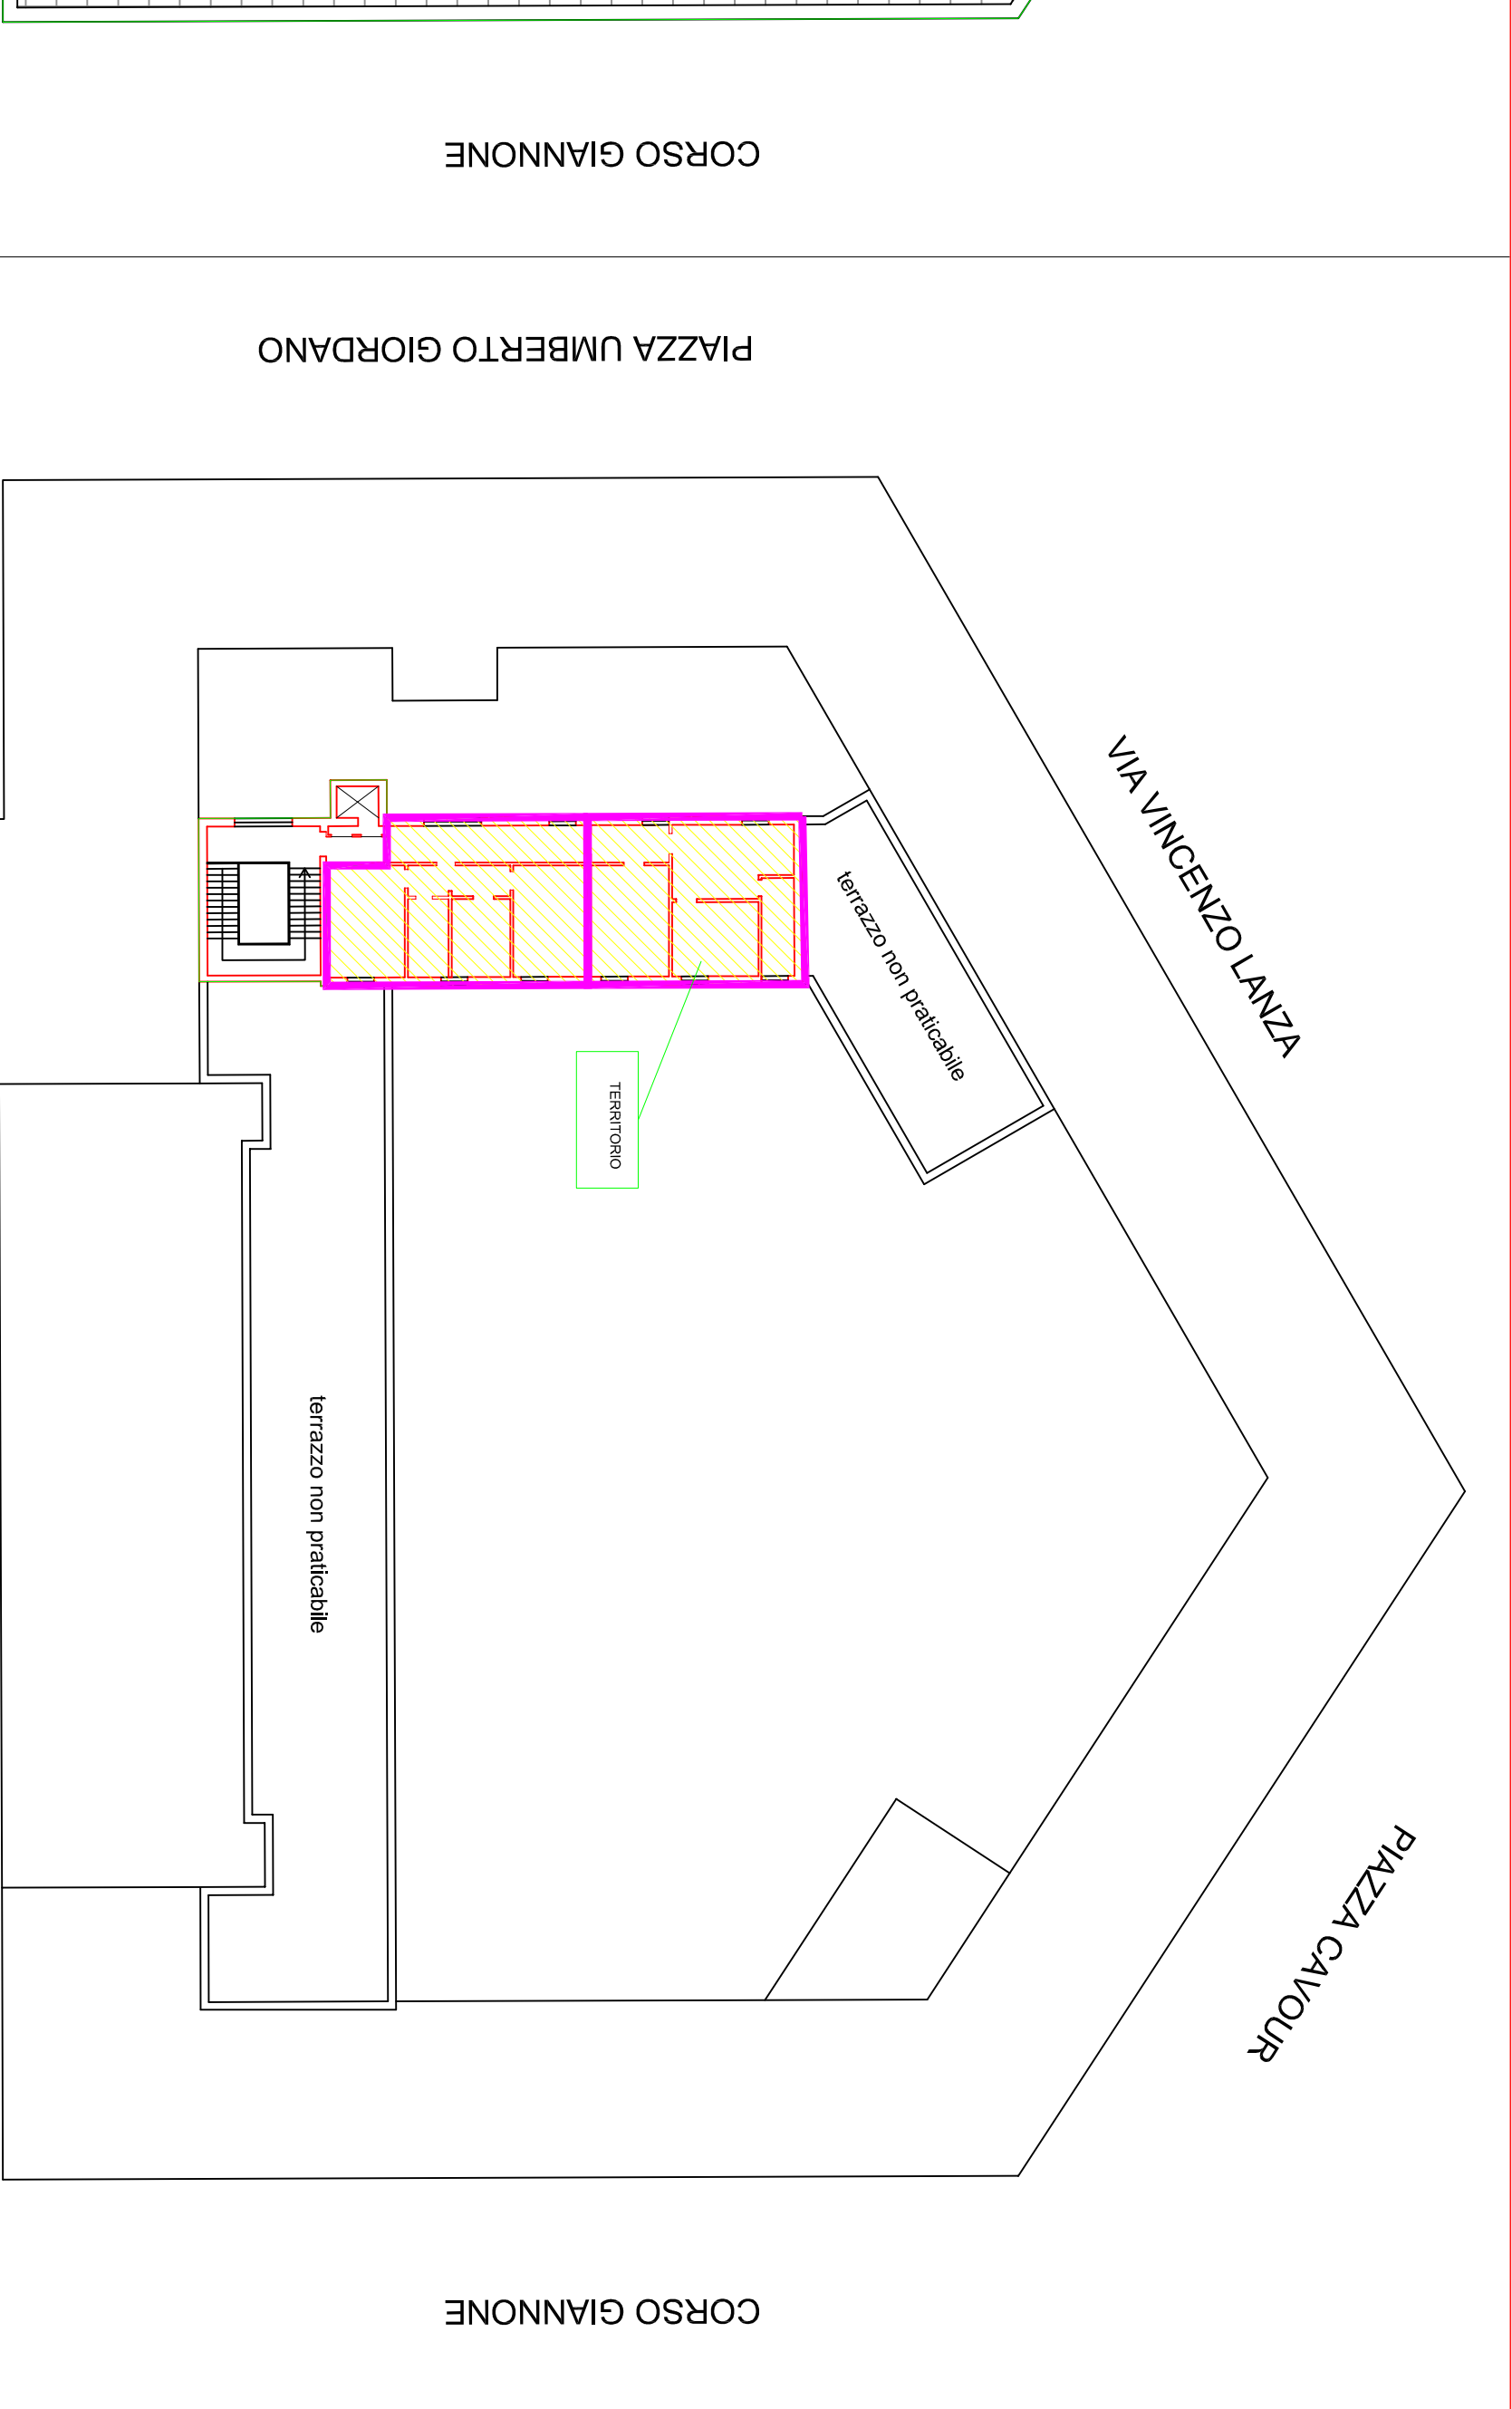 CORSO GIANNONE
PIAZZA UMBERTO GIORDANO
VIA VINCENZO LANZA
terrazzo non praticabile
TERRITORIO
terrazzo non praticabile
PIAZZA CAVOUR
CORSO GIANNONE